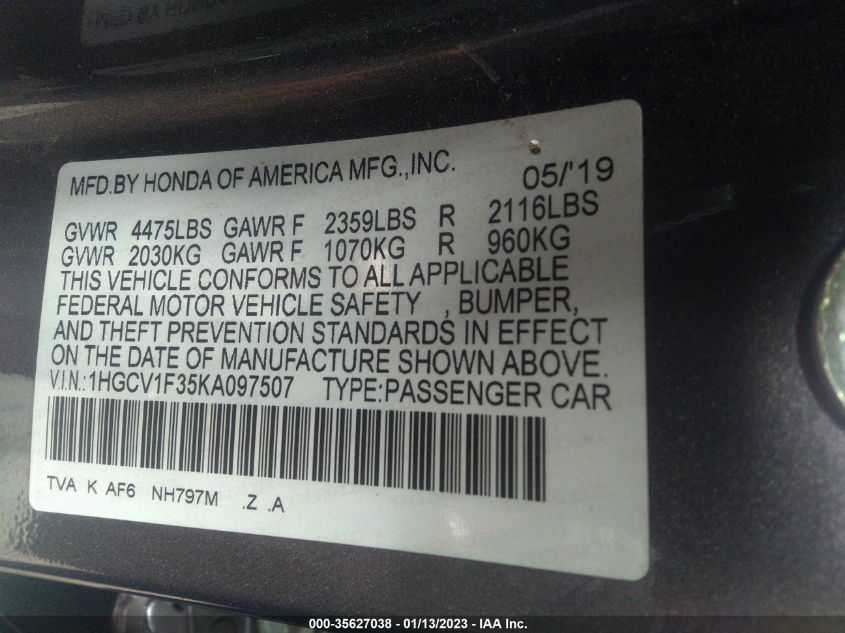 MFD.BY HONDA OF AMERICA MFG.,INC. 05/'19
GVWR 4475LBS GAWR F 2359LBS R 2116LBS
GVWR 2030KG GAWR F 1070KG R 960KG
THIS VEHICLE CONFORMS TO ALL APPLICABLE
FEDERAL MOTOR VEHICLE SAFETY , BUMPER,
AND THEFT PREVENTION STANDARDS IN EFFECT
ON THE DATE OF MANUFACTURE SHOWN ABOVE.
V.I.N.:1HGCV1F35KA097507 TYPE:PASSENGER CAR
TVA K AF6 NH797M .Z .A
000-35627038 - 01/13/2023 - IAA Inc.